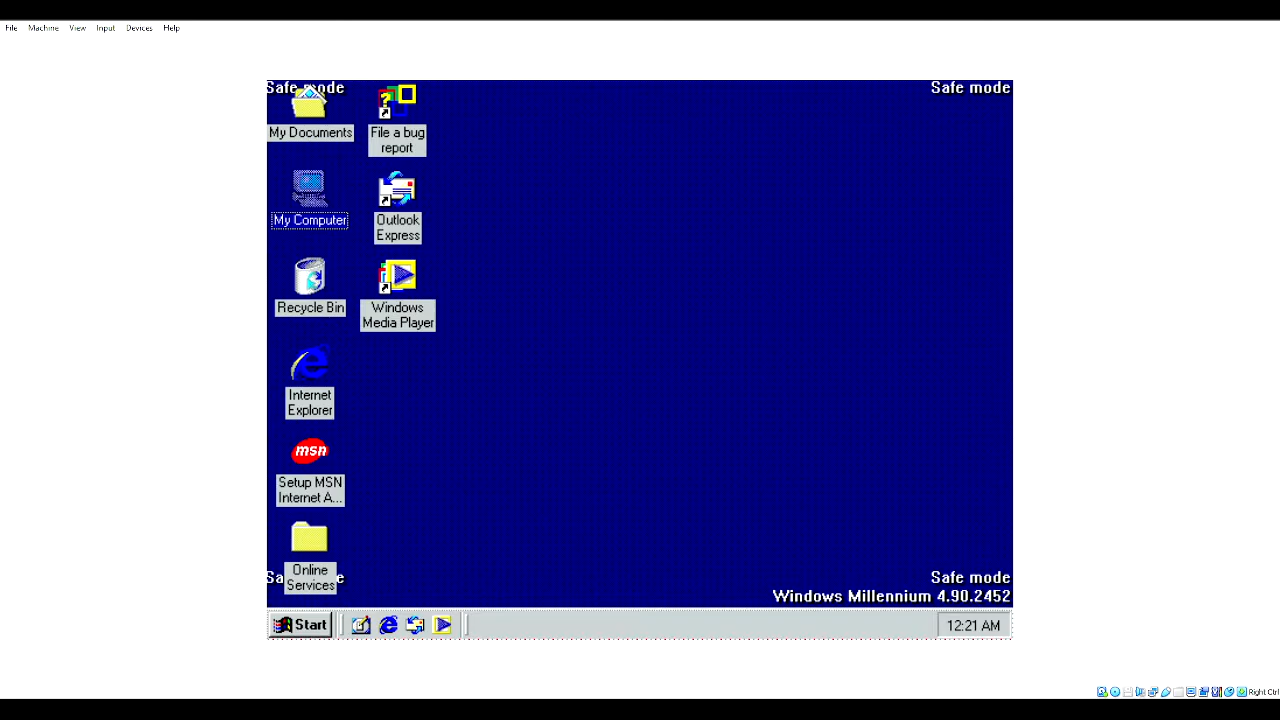 File Machine View Input Devices Help
Safe mode
Safe mode
My Documents
File a bug
report
My Computer
Outlook
Express
Recycle Bin
Windows
Media Player
Internet
Explorer
msn
Setup MSN
Internet A...
Online
Services
Safe mode
Windows Millennium 4.90.2452
Start
12:21 AM
Right Ctrl